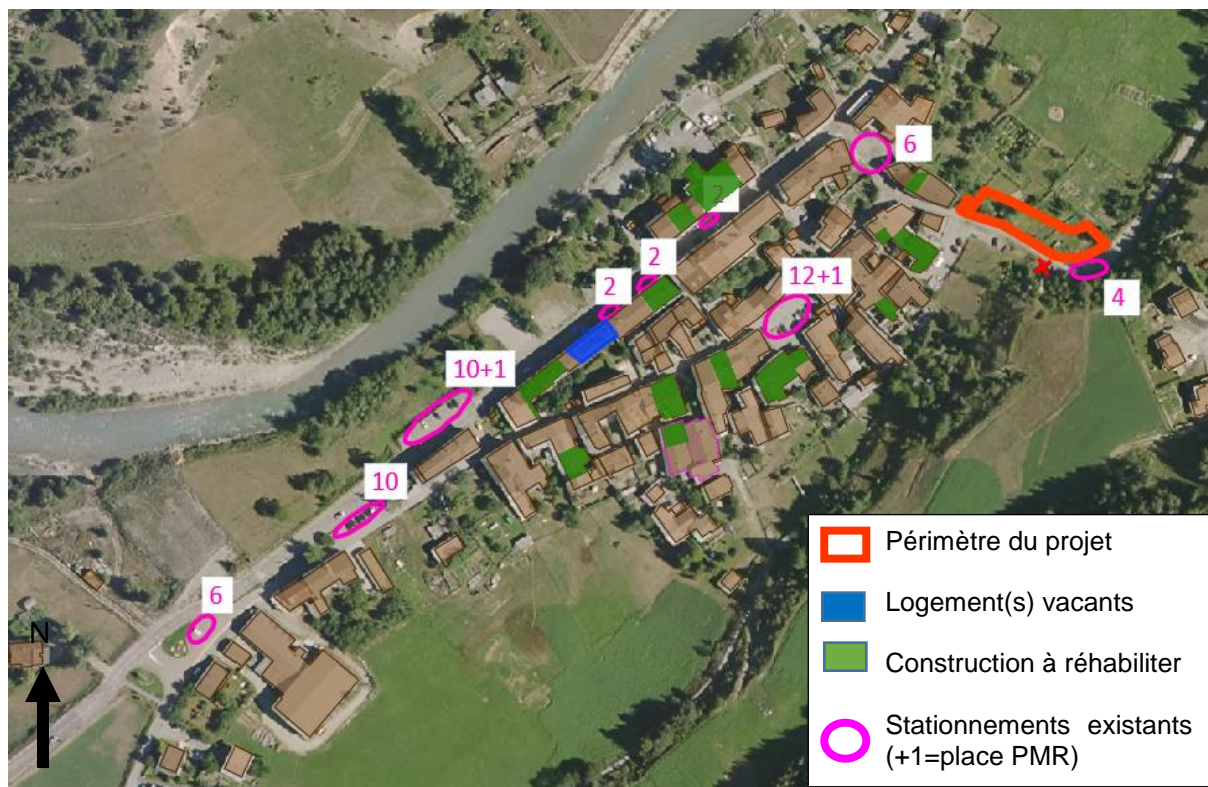 6
2
2
2
12+1
4
10+1
10
6
N
Périmètre du projet
Logement(s) vacants
Construction à réhabiliter
Stationnements existants
(+1=place PMR)